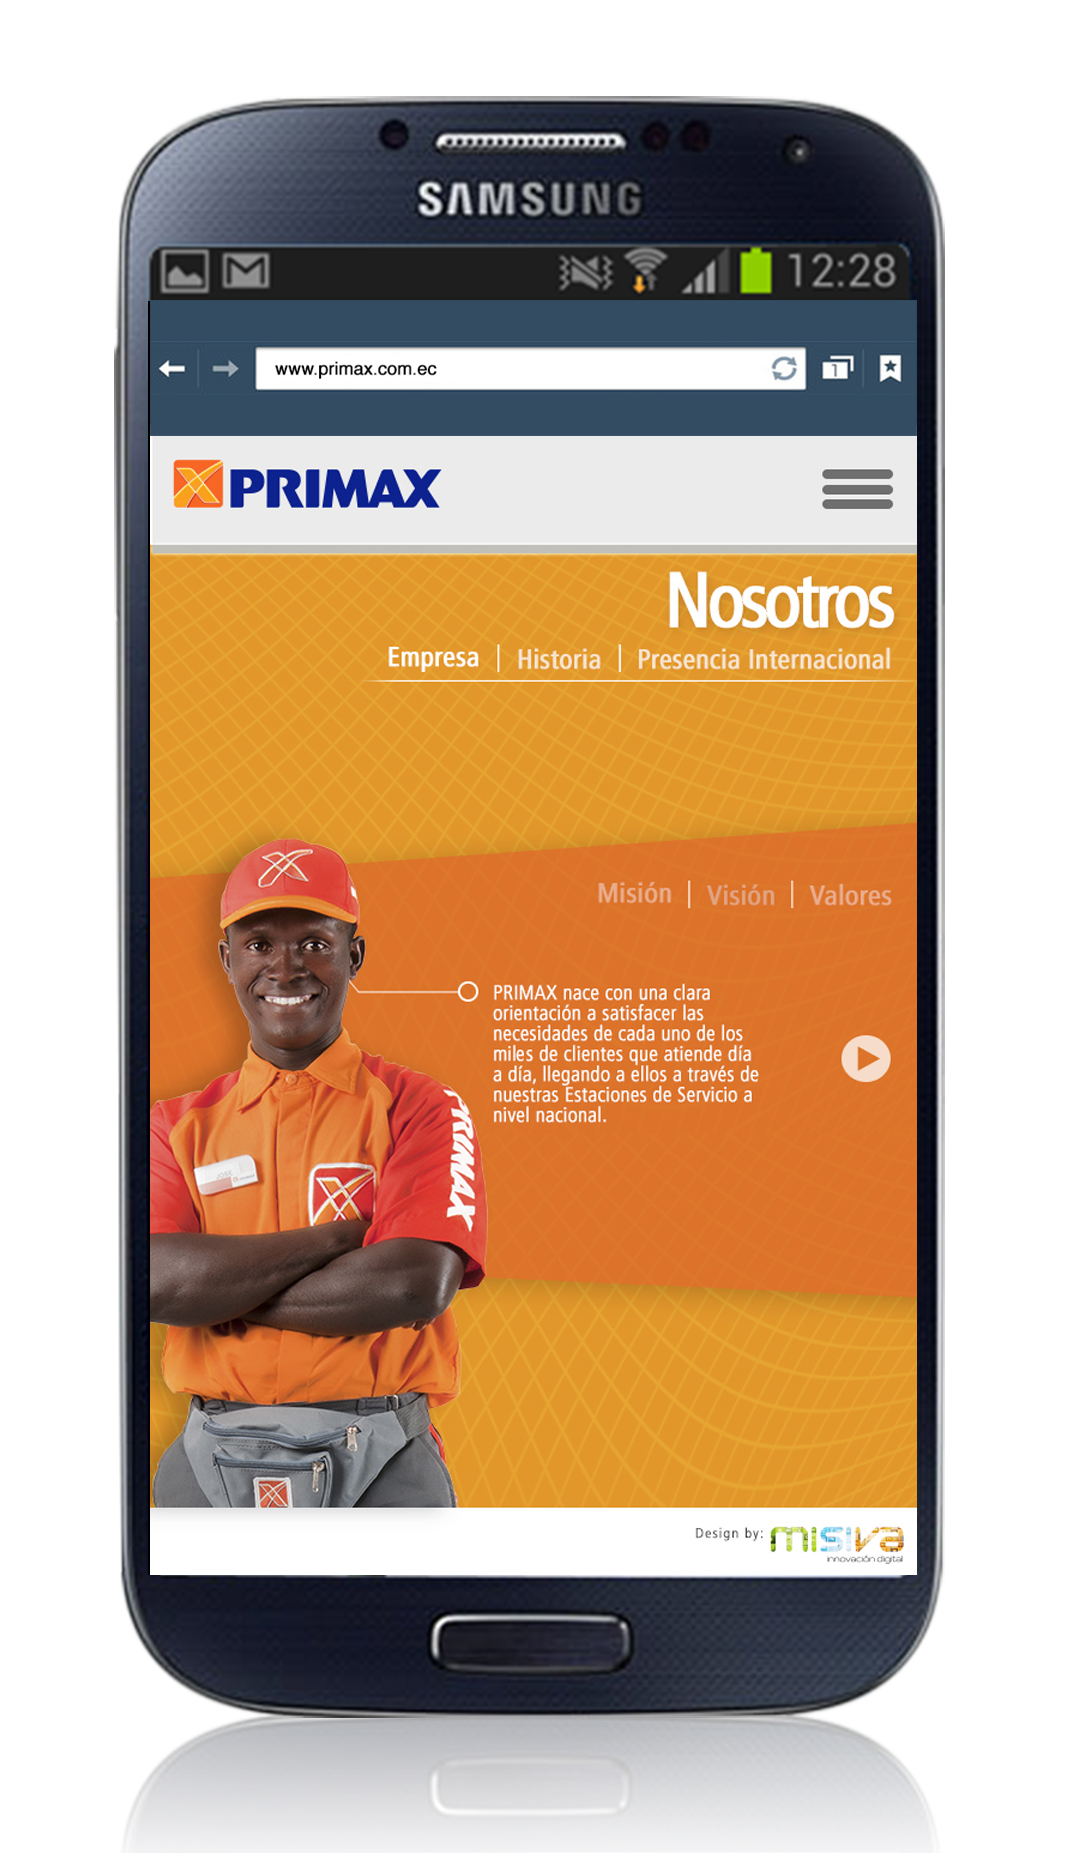 SAMSUNG
12:28
www.primax.com.ec
1
PRIMAX
Nosotros
Empresa | Historia | Presencia Internacional
Misión | Visión | Valores
PRIMAX nace con una clara
orientación a satisfacer las
necesidades de cada uno de los
miles de clientes que atiende día
a día, llegando a ellos a través de
nuestras Estaciones de Servicio a
nivel nacional.
PRIMAX
JOSE
Design by: misiva
innovación digital